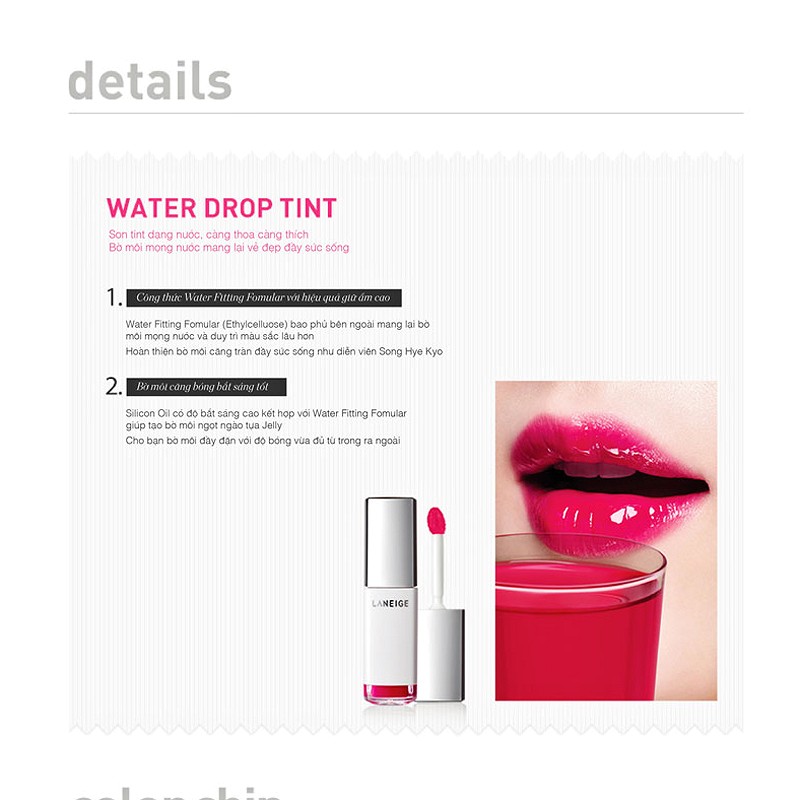 details
WATER DROP TINT
Son tint dạng nước, càng thoa càng thích
Bờ môi mọng nước mang lại vẻ đẹp đầy sức sống
1. Công thức Water Fitting Fomular với hiệu quả giữ ẩm cao
Water Fitting Fomular (Ethylcelluose) bao phủ bên ngoài mang lại bờ
môi mọng nước và duy trì màu sắc lâu hơn
Hoàn thiện bờ môi căng tràn đầy sức sống như diễn viên Song Hye Kyo
2. Bờ môi căng bóng bắt sáng tốt
Silicon Oil có độ bắt sáng cao kết hợp với Water Fitting Fomular
giúp tạo bờ môi ngọt ngào tựa Jelly
Cho bạn bờ môi đầy đặn với độ bóng vừa đủ từ trong ra ngoài
LANEIGE
color chip